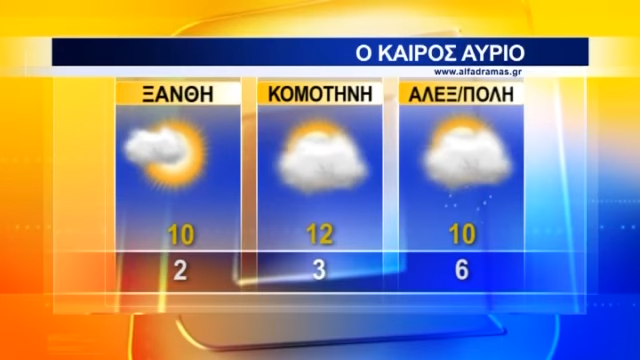 Ο ΚΑΙΡΟΣ ΑΥΡΙΟ
www.alfadramas.gr
ΞΑΝΘΗ ΚΟΜΟΤΗΝΗ ΑΛΕΞ/ΠΟΛΗ
10 12 10
2 3 6